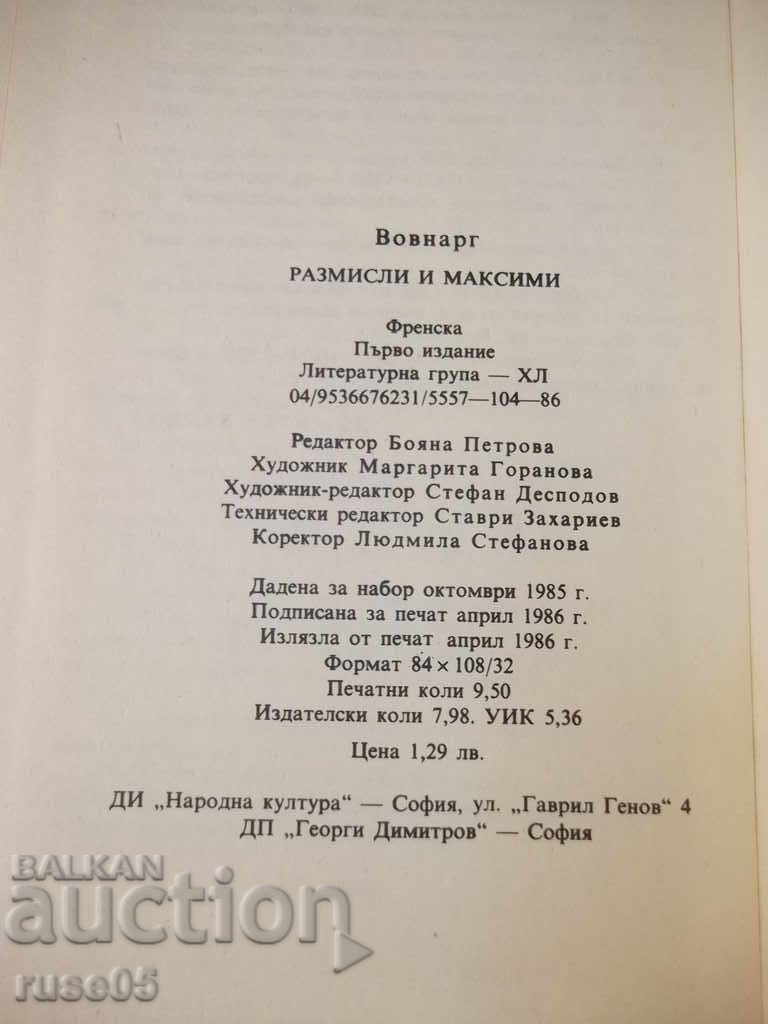 Вовнарг
РАЗМИСЛИ И МАКСИМИ
Френска
Първо издание
Литературна група — ХЛ
04/9536676231/5557—104—86
Редактор Бояна Петрова
Художник Маргарита Горанова
Художник-редактор Стефан Десподов
Технически редактор Ставри Захариев
Коректор Людмила Стефанова
Дадена за набор октомври 1985 г.
Подписана за печат април 1986 г.
Излязла от печат април 1986 г.
Формат 84 × 108/32
Печатни коли 9,50
Издателски коли 7,98. УИК 5,36
Цена 1,29 лв.
ДИ „Народна култура“ — София, ул. „Гаврил Генов“ 4
ДП „Георги Димитров“ — София
BALKAN
auction
ruse05